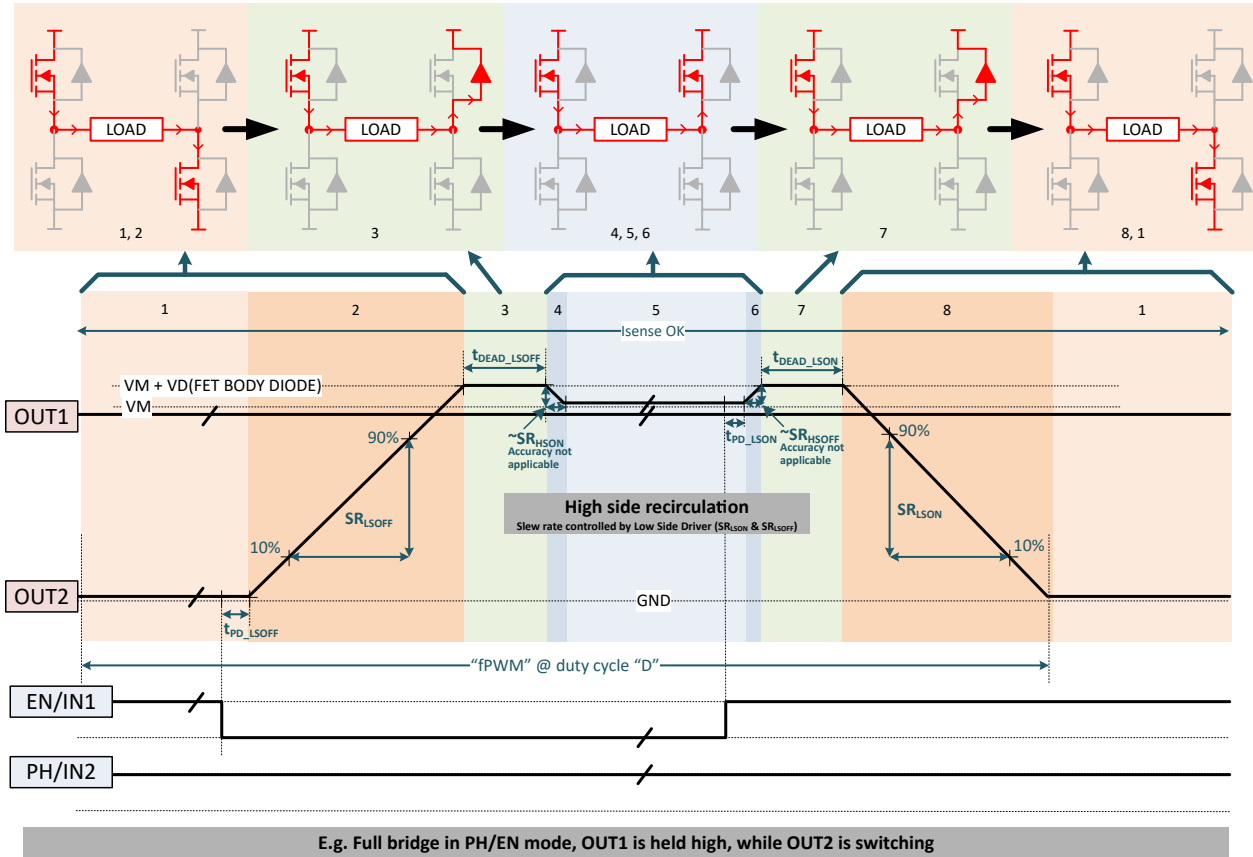 LOAD
LOAD
LOAD
LOAD
LOAD
1, 2
3
4, 5, 6
7
8, 1
1
2
3
4
5
6
7
8
1
Isense OK
tDEAD_LSOFF
tDEAD_LSON
VM + VD(FET BODY DIODE)
VM
OUT1
90%
~SRHSON
Accuracy not
applicable
tPD_LSON
~SRHSOFF
Accuracy not
applicable
90%
High side recirculation
Slew rate controlled by Low Side Driver (SRLSON & SRLSOFF)
SRLSOFF
SRLSON
10%
10%
OUT2
GND
tPD_LSOFF
“fPWM” @ duty cycle “D”
EN/IN1
PH/IN2
E.g. Full bridge in PH/EN mode, OUT1 is held high, while OUT2 is switching